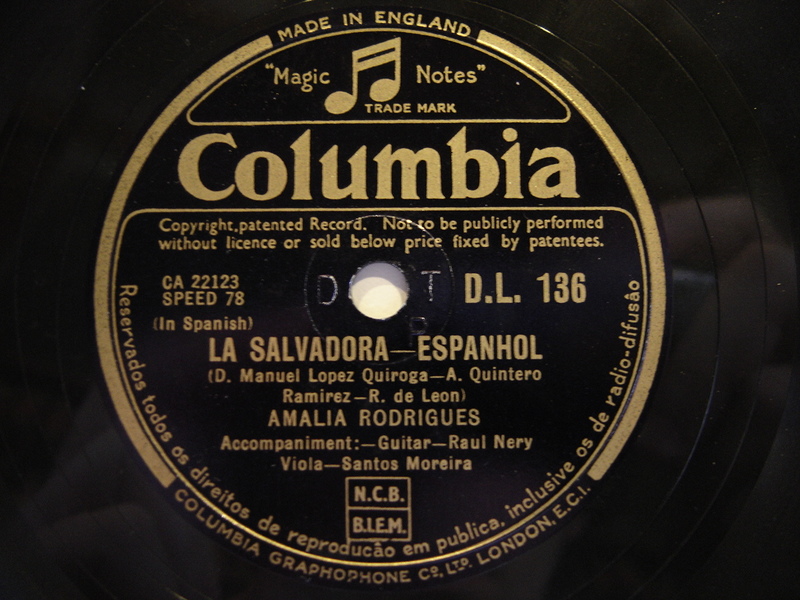 MADE IN ENGLAND
"Magic Notes"
TRADE MARK
Columbia
Copyright, patented Record. Not to be publicly performed
without licence or sold below price fixed by patentees.
CA 22123
SPEED 78
D.L. 136
(In Spanish)
LA SALVADORA—ESPANHOL
(D. Manuel Lopez Quiroga—A. Quintero
Ramirez—R. de Leon)
AMALIA RODRIGUES
Accompaniment:—Guitar—Raul Nery
Viola—Santos Moreira
N.C.B.
B.I.E.M.
Reservados todos os direitos de reproducão em publica, inclusive os de radio-difusão
COLUMBIA GRAPHOPHONE CO, LTD. LONDON, E.C.I.